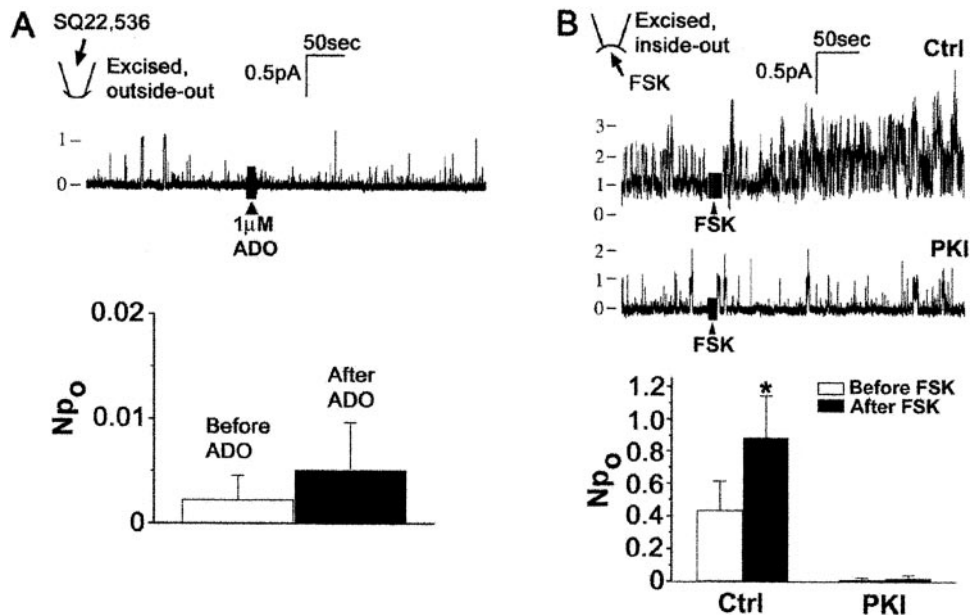 A
SQ22,536
Excised,
outside-out
50sec
0.5pA
1
0
1μM
ADO
0.02
0.01
0
Npo
Before
ADO
After
ADO
B
Excised,
inside-out
FSK
50sec
0.5pA
Ctrl
3
2
1
0
FSK
PKI
2
1
0
FSK
1.2
1.0
0.8
0.6
0.4
0.2
0
Npo
*
Before FSK
After FSK
Ctrl
PKI